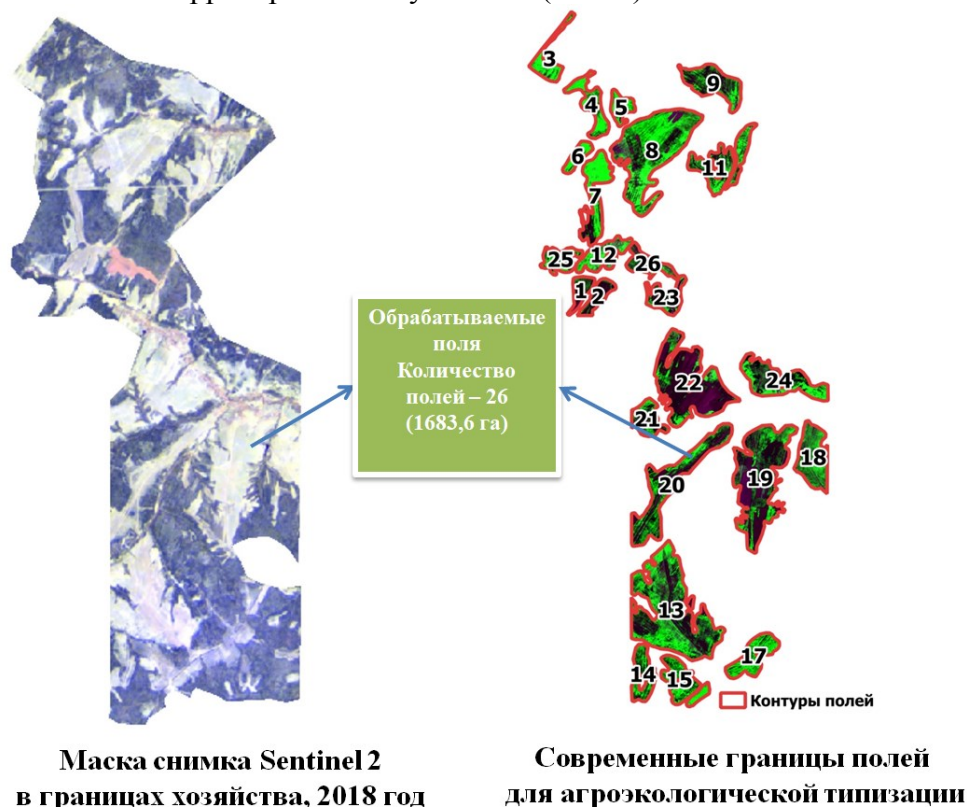 3
9
4
5
8
6
11
7
25
12
26
1
2
23
Обрабатываемые
поля
Количество
полей – 26
(1683,6 га)
22
24
21
18
20
19
13
17
14
15
Контуры полей
Маска снимка Sentinel 2
в границах хозяйства, 2018 год
Современные границы полей
для агроэкологической типизации